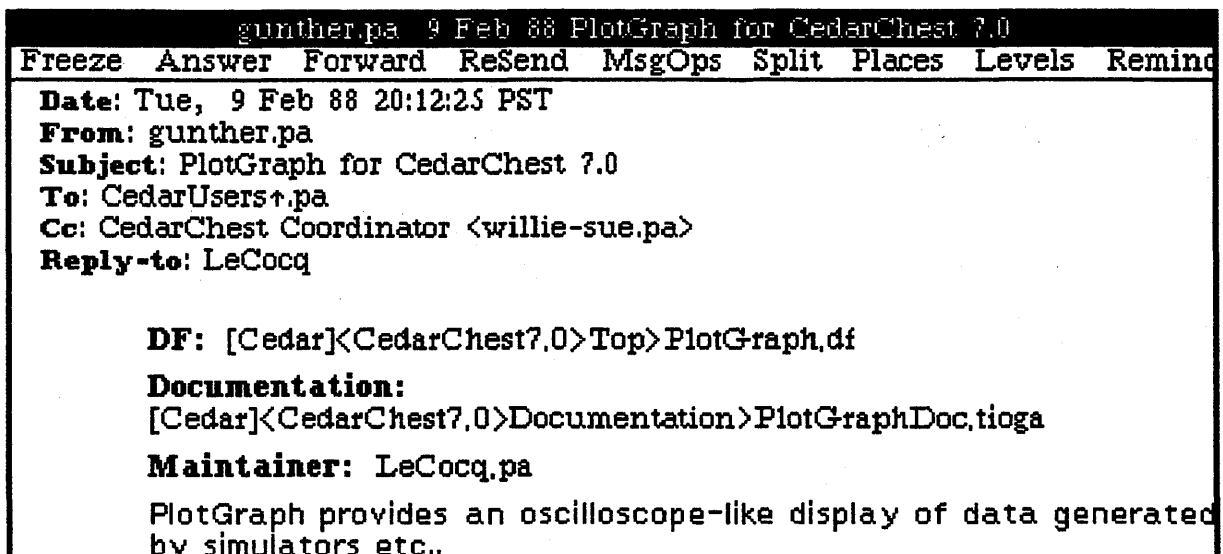 gunther.pa 9 Feb 88 PlotGraph for CedarChest 7.0
Freeze Answer Forward ReSend MsgOps Split Places Levels Remind
Date: Tue, 9 Feb 88 20:12:25 PST
From: gunther.pa
Subject: PlotGraph for CedarChest 7.0
To: CedarUsers↑.pa
Cc: CedarChest Coordinator <willie-sue.pa>
Reply-to: LeCocq
DF: [Cedar]<CedarChest7.0>Top>PlotGraph.df
Documentation:
[Cedar]<CedarChest7.0>Documentation>PlotGraphDoc.tioga
Maintainer: LeCocq.pa
PlotGraph provides an oscilloscope-like display of data generated
by simulators etc..